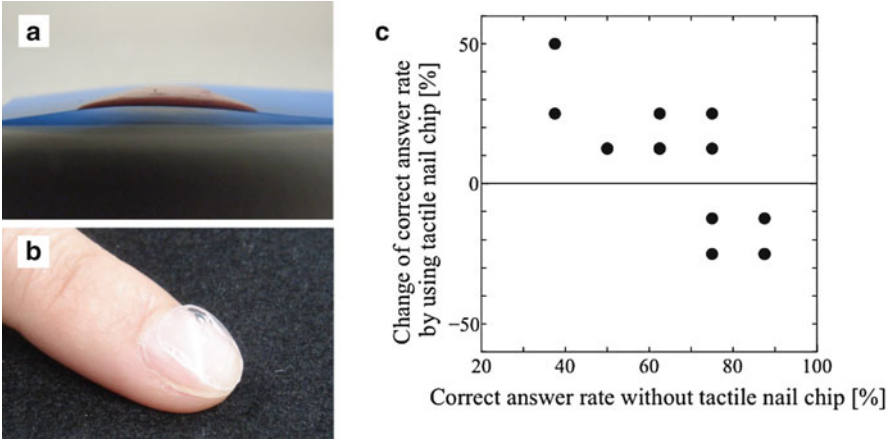 a
b
c
Change of correct answer rate
by using tactile nail chip [%]
50
0
−50
20
40
60
80
100
Correct answer rate without tactile nail chip [%]